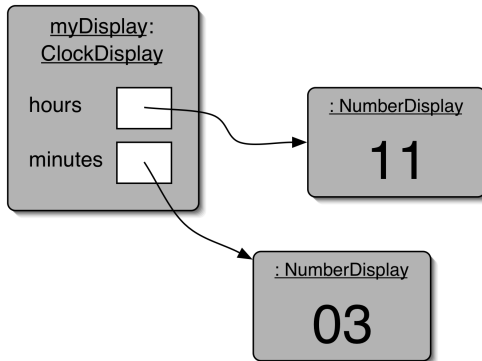 myDisplay:
ClockDisplay
hours
minutes
: NumberDisplay
11
: NumberDisplay
03